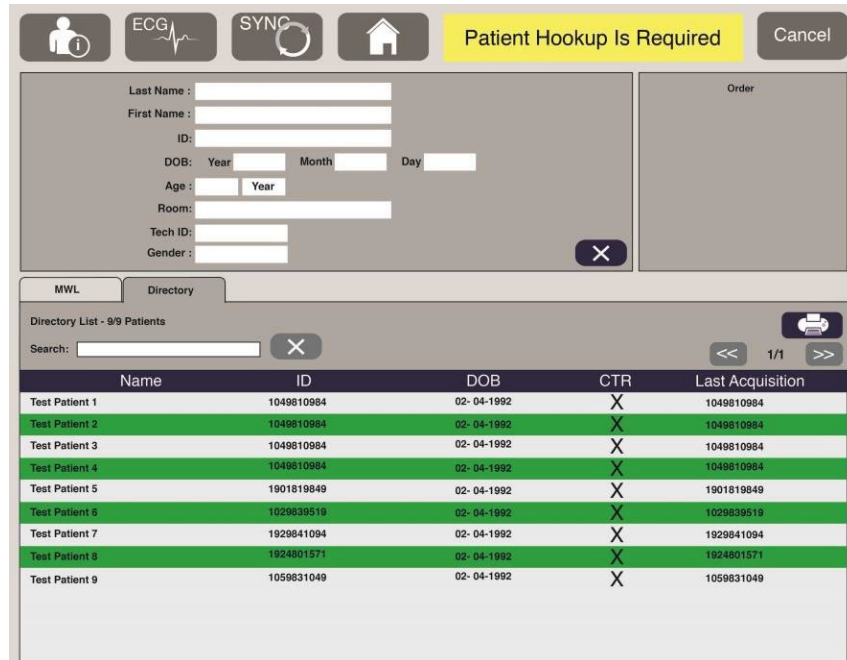 ECG SYNC Patient Hookup Is Required Cancel
Last Name :
First Name :
ID:
DOB: Year Month Day
Age : Year
Room:
Tech ID:
Gender :
Order
MWL Directory
Directory List - 9/9 Patients
Search:
<< 1/1 >>
Name ID DOB CTR Last Acquisition
Test Patient 1 1049810984 02- 04-1992 X 1049810984
Test Patient 2 1049810984 02- 04-1992 X 1049810984
Test Patient 3 1049810984 02- 04-1992 X 1049810984
Test Patient 4 1049810984 02- 04-1992 X 1049810984
Test Patient 5 1901819849 02- 04-1992 X 1901819849
Test Patient 6 1029839519 02- 04-1992 X 1029839519
Test Patient 7 1929841094 02- 04-1992 X 1929841094
Test Patient 8 1924801571 02- 04-1992 X 1924801571
Test Patient 9 1059831049 02- 04-1992 X 1059831049